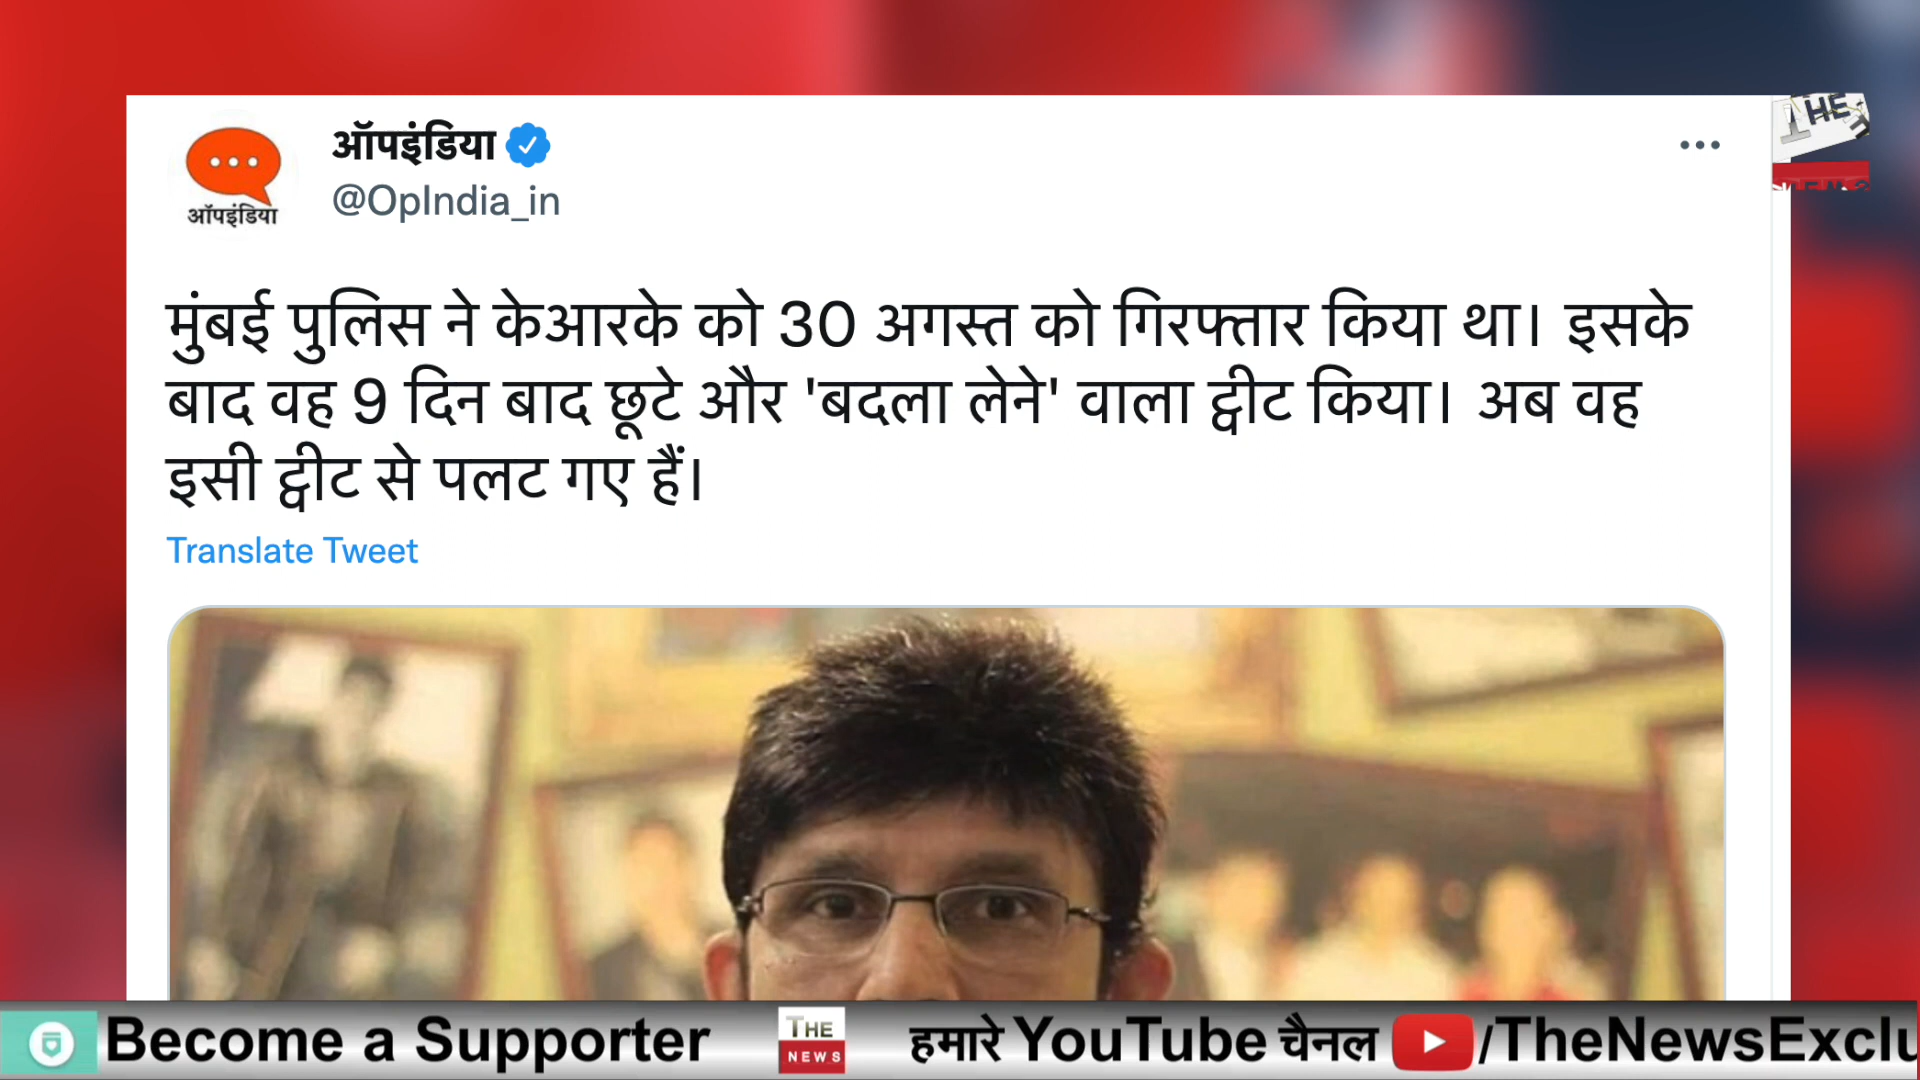 ऑपइंडिया
@OpIndia_in
ऑपइंडिया
THE
मुंबई पुलिस ने केआरके को 30 अगस्त को गिरफ्तार किया था। इसके
बाद वह 9 दिन बाद छूटे और 'बदला लेने' वाला ट्वीट किया। अब वह
इसी ट्वीट से पलट गए हैं।
Translate Tweet
Become a Supporter
THE
NEWS
हमारे YouTube चैनल
/TheNewsExclu